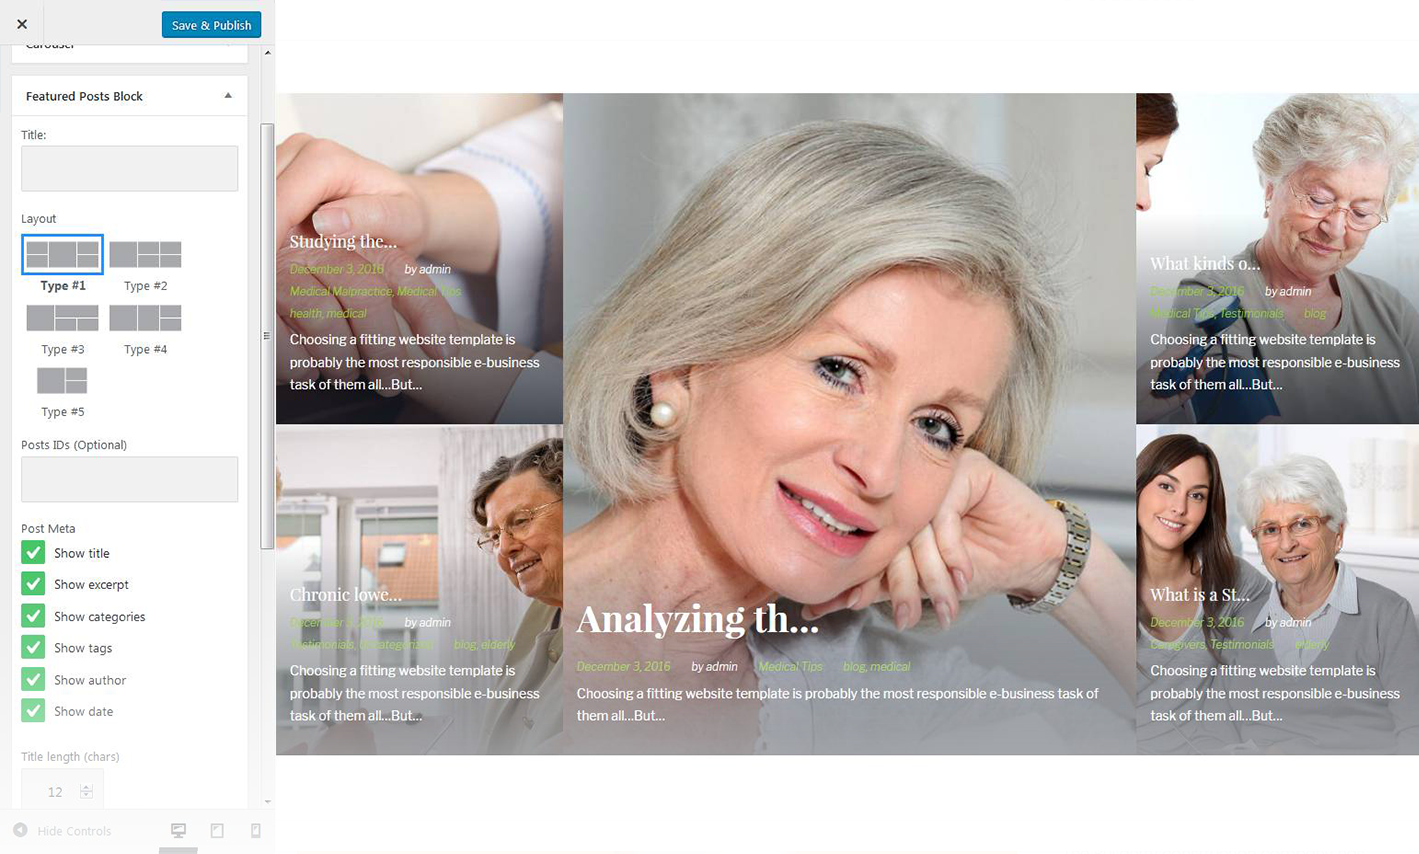 Save & Publish
Carousel
Featured Posts Block
Title:
Layout
Type #1
Type #2
Type #3
Type #4
Type #5
Posts IDs (Optional)
Post Meta
Show title
Show excerpt
Show categories
Show tags
Show author
Show date
Title length (chars)
12
Hide Controls
Studying the...
December 3, 2016 by admin
Medical Malpractice, Medical Tips
health, medical
Choosing a fitting website template is
probably the most responsible e-business
task of them all...But...
Chronic lowe...
December 3, 2016 by admin
Testimonials, Uncategorized blog, elderly
Choosing a fitting website template is
probably the most responsible e-business
task of them all...But...
Analyzing th...
December 3, 2016 by admin Medical Tips blog, medical
Choosing a fitting website template is probably the most responsible e-business task of
them all...But...
What kinds o...
December 3, 2016 by admin
Medical Tips, Testimonials blog
Choosing a fitting website template is
probably the most responsible e-business
task of them all...But...
What is a St...
December 3, 2016 by admin
Caregivers, Testimonials elderly
Choosing a fitting website template is
probably the most responsible e-business
task of them all...But...